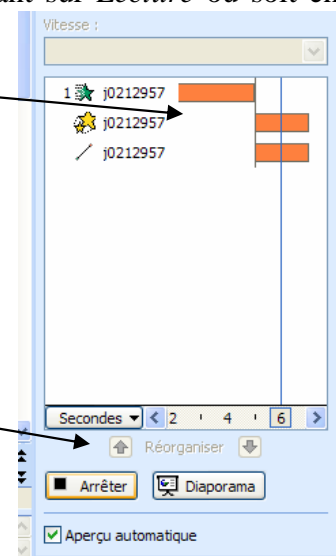 ant sur Lecture ou soit en
Vitesse :
1 j0212957
j0212957
j0212957
Secondes 2 4 6
Réorganiser
Arrêter Diaporama
Aperçu automatique